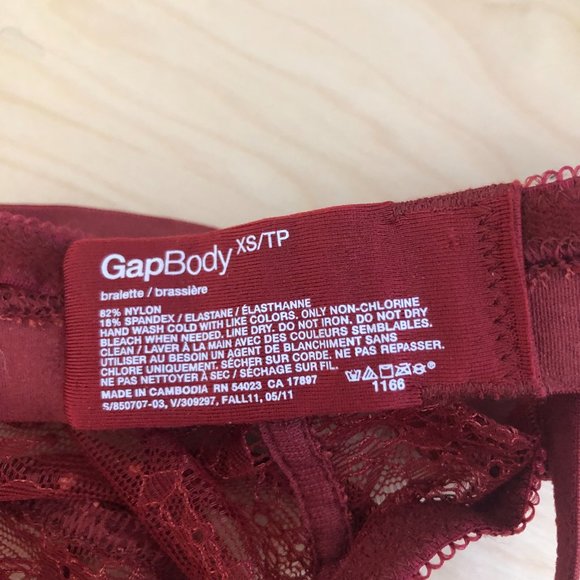 GapBody XS/TP
bralette / brassière
82% NYLON
18% SPANDEX / ELASTANE / ÉLASTHANNE
HAND WASH COLD WITH LIKE COLORS. ONLY NON-CHLORINE
BLEACH WHEN NEEDED. LINE DRY. DO NOT IRON. DO NOT DRY
CLEAN / LAVER À LA MAIN AVEC DES COULEURS SEMBLABLES.
UTILISER AU BESOIN UN AGENT DE BLANCHIMENT SANS
CHLORE UNIQUEMENT. SÉCHER SUR CORDE. NE PAS REPASSER.
NE PAS NETTOYER À SEC / SÉCHAGE SUR FIL.
MADE IN CAMBODIA RN 54023 CA 17897
1166
S/850707-03, V/309297, FALL11, 05/11